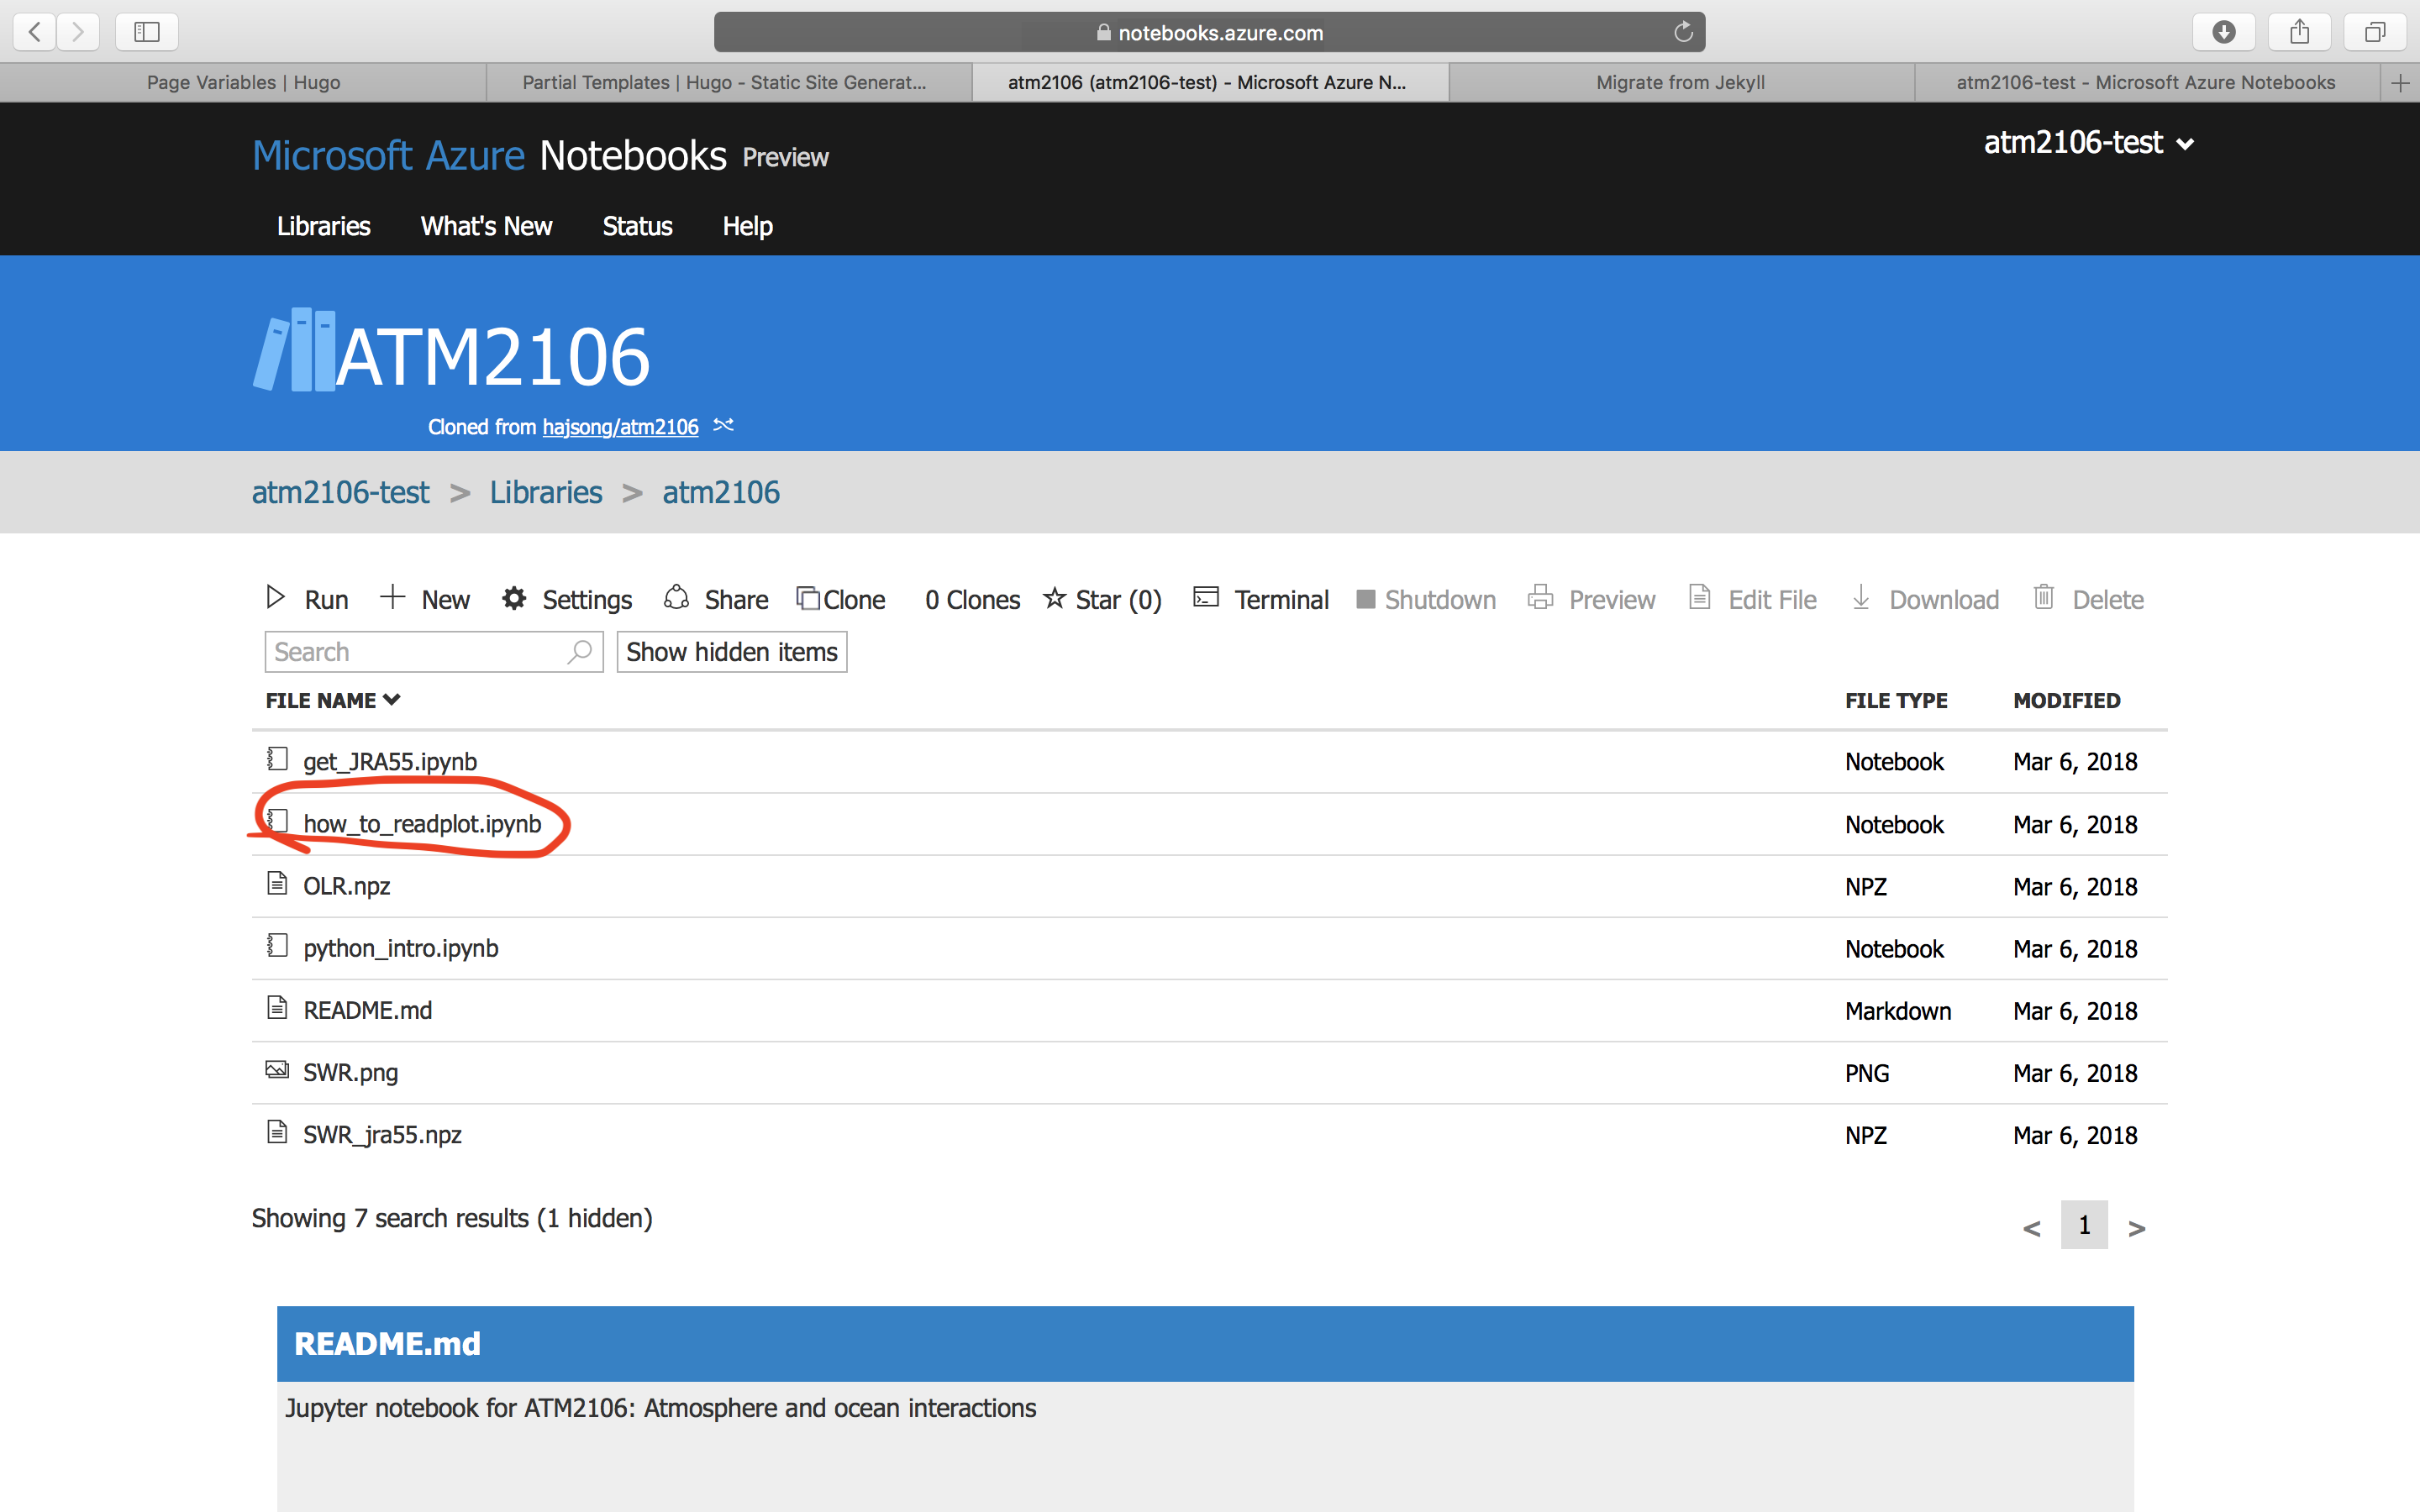 notebooks.azure.com
Page Variables | Hugo
Partial Templates | Hugo - Static Site Generat...
atm2106 (atm2106-test) - Microsoft Azure N...
Migrate from Jekyll
atm2106-test - Microsoft Azure Notebooks
Microsoft Azure Notebooks Preview
atm2106-test
Libraries What's New Status Help
ATM2106
Cloned from hajsong/atm2106
atm2106-test > Libraries > atm2106
Run New Settings Share Clone 0 Clones Star (0) Terminal Shutdown Preview Edit File Download Delete
Search Show hidden items
FILE NAME FILE TYPE MODIFIED
get_JRA55.ipynb Notebook Mar 6, 2018
how_to_readplot.ipynb Notebook Mar 6, 2018
OLR.npz NPZ Mar 6, 2018
python_intro.ipynb Notebook Mar 6, 2018
README.md Markdown Mar 6, 2018
SWR.png PNG Mar 6, 2018
SWR_jra55.npz NPZ Mar 6, 2018
Showing 7 search results (1 hidden)
< 1 >
README.md
Jupyter notebook for ATM2106: Atmosphere and ocean interactions